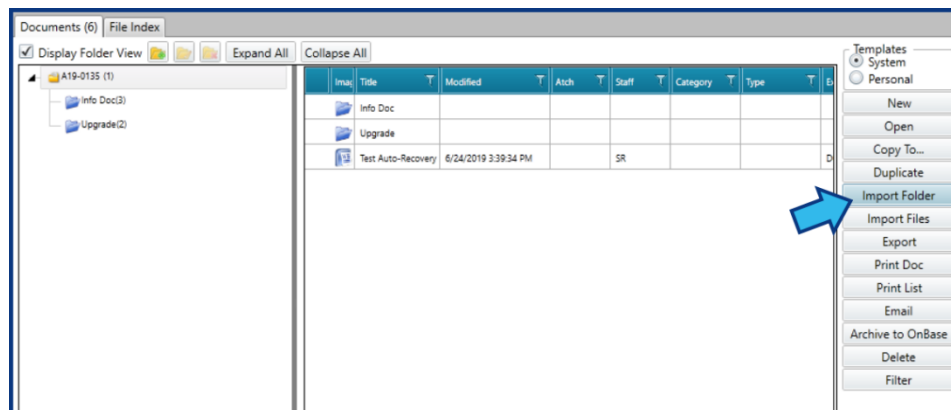 Documents (6) File Index
Display Folder View Expand All Collapse All
A19-0135 (1)
Info Doc(3)
Upgrade(2)
Imag Title Modified Atch Staff Category Type
Info Doc
Upgrade
Test Auto-Recovery 6/24/2019 3:39:34 PM SR D
Templates
System
Personal
New
Open
Copy To...
Duplicate
Import Folder
Import Files
Export
Print Doc
Print List
Email
Archive to OnBase
Delete
Filter